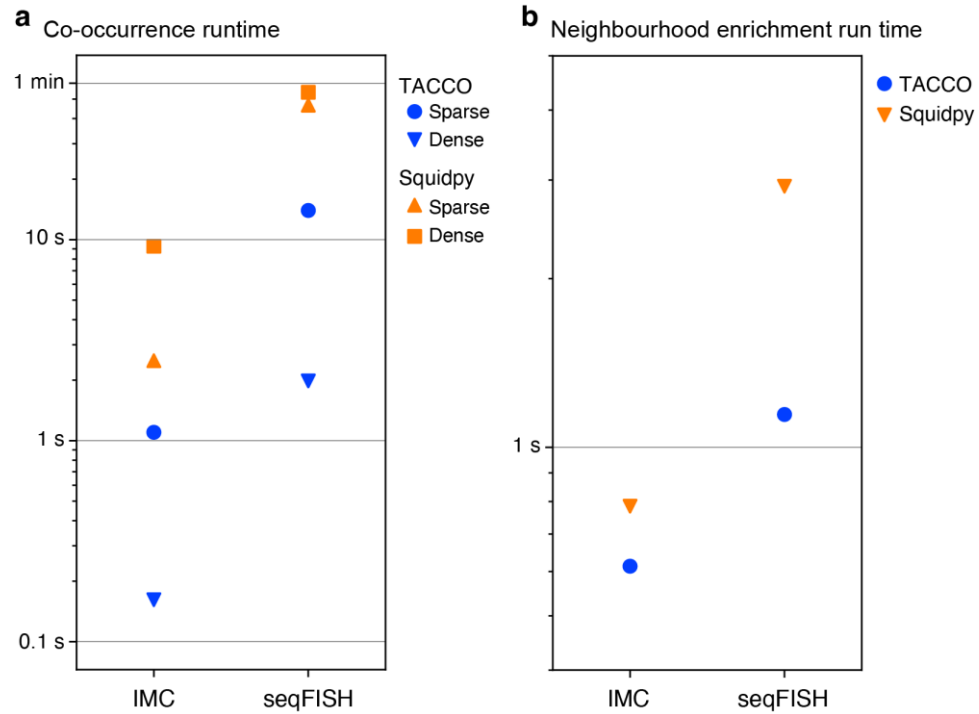 a Co-occurrence runtime
1 min
10 s
1 s
0.1 s
IMC seqFISH
TACCO
Sparse
Dense
Squidpy
Sparse
Dense
b Neighbourhood enrichment run time
1 s
IMC seqFISH
TACCO
Squidpy